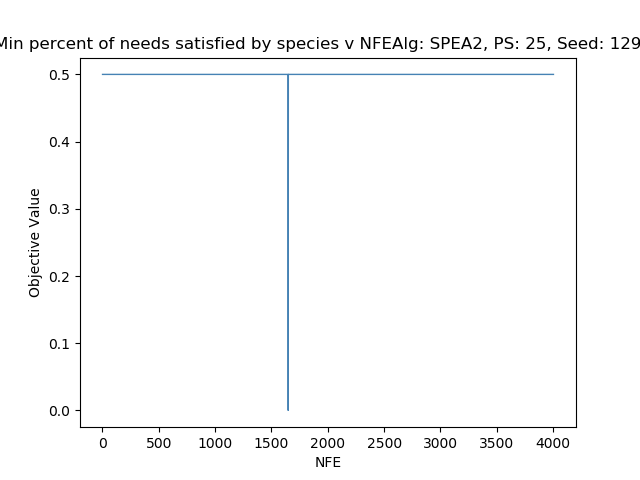 Min percent of needs satisfied by species v NFEAlg: SPEA2, PS: 25, Seed: 129
0.5
0.4
0.3
0.2
0.1
0.0
Objective Value
0 500 1000 1500 2000 2500 3000 3500 4000
NFE